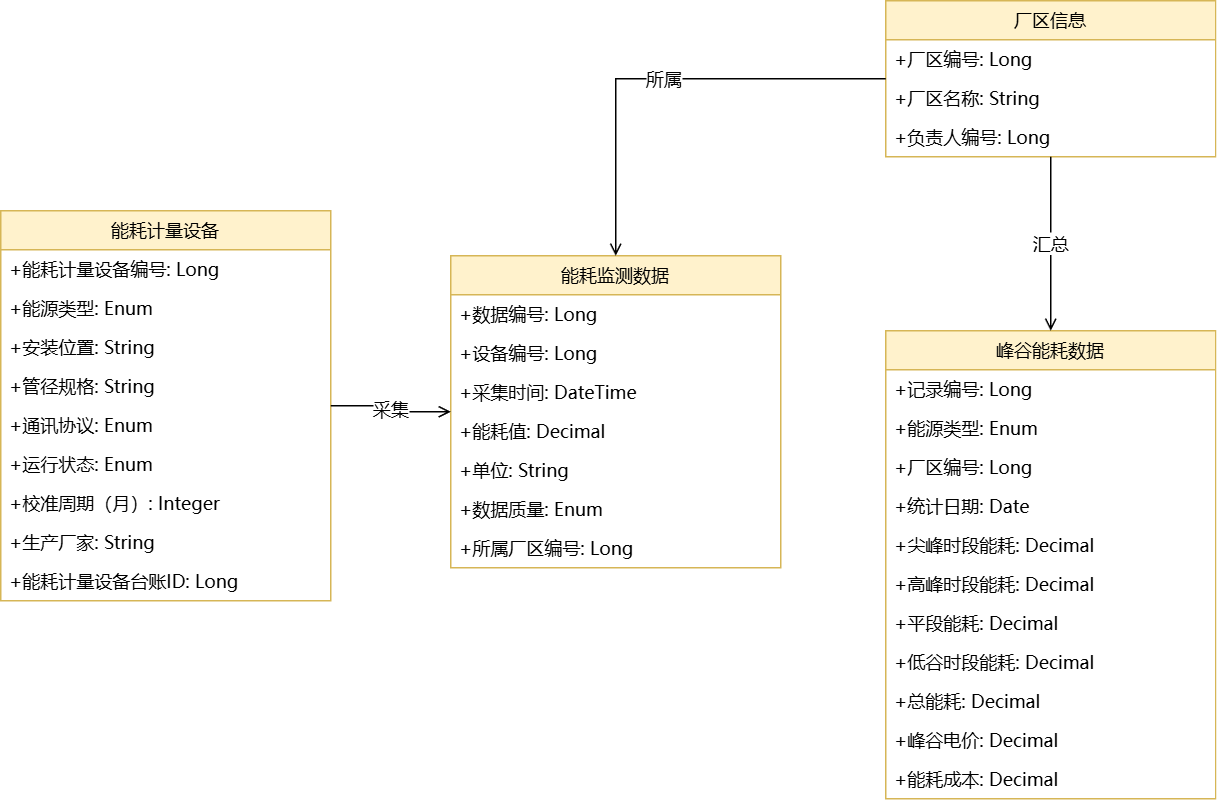 厂区信息
+厂区编号: Long
+厂区名称: String
+负责人编号: Long
所属
汇总
能耗计量设备
+能耗计量设备编号: Long
+能源类型: Enum
+安装位置: String
+管径规格: String
+通讯协议: Enum
+运行状态: Enum
+校准周期（月）: Integer
+生产厂家: String
+能耗计量设备台账ID: Long
采集
能耗监测数据
+数据编号: Long
+设备编号: Long
+采集时间: DateTime
+能耗值: Decimal
+单位: String
+数据质量: Enum
+所属厂区编号: Long
峰谷能耗数据
+记录编号: Long
+能源类型: Enum
+厂区编号: Long
+统计日期: Date
+尖峰时段能耗: Decimal
+高峰时段能耗: Decimal
+平段能耗: Decimal
+低谷时段能耗: Decimal
+总能耗: Decimal
+峰谷电价: Decimal
+能耗成本: Decimal